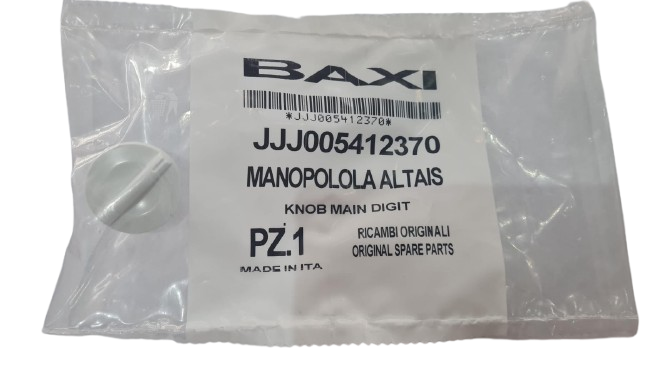 BAXI
*JJJ005412370*
JJJ005412370
MANOPOLOLA ALTAIS
KNOB MAIN DIGIT
PZ.1
RICAMBI ORIGINALI
ORIGINAL SPARE PARTS
MADE IN ITA